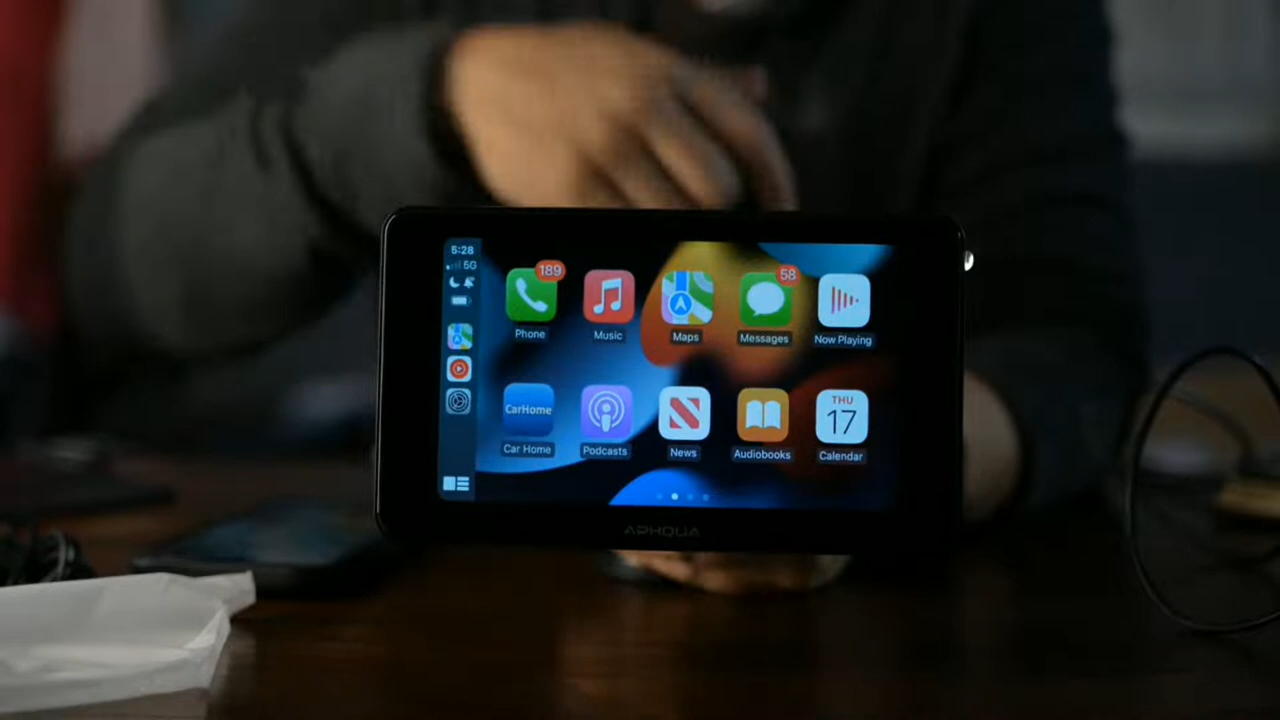 5:28
5G
189
58
Phone
Music
Maps
Messages
Now Playing
CarHome
THU
17
Car Home
Podcasts
News
Audiobooks
Calendar
APHQUA